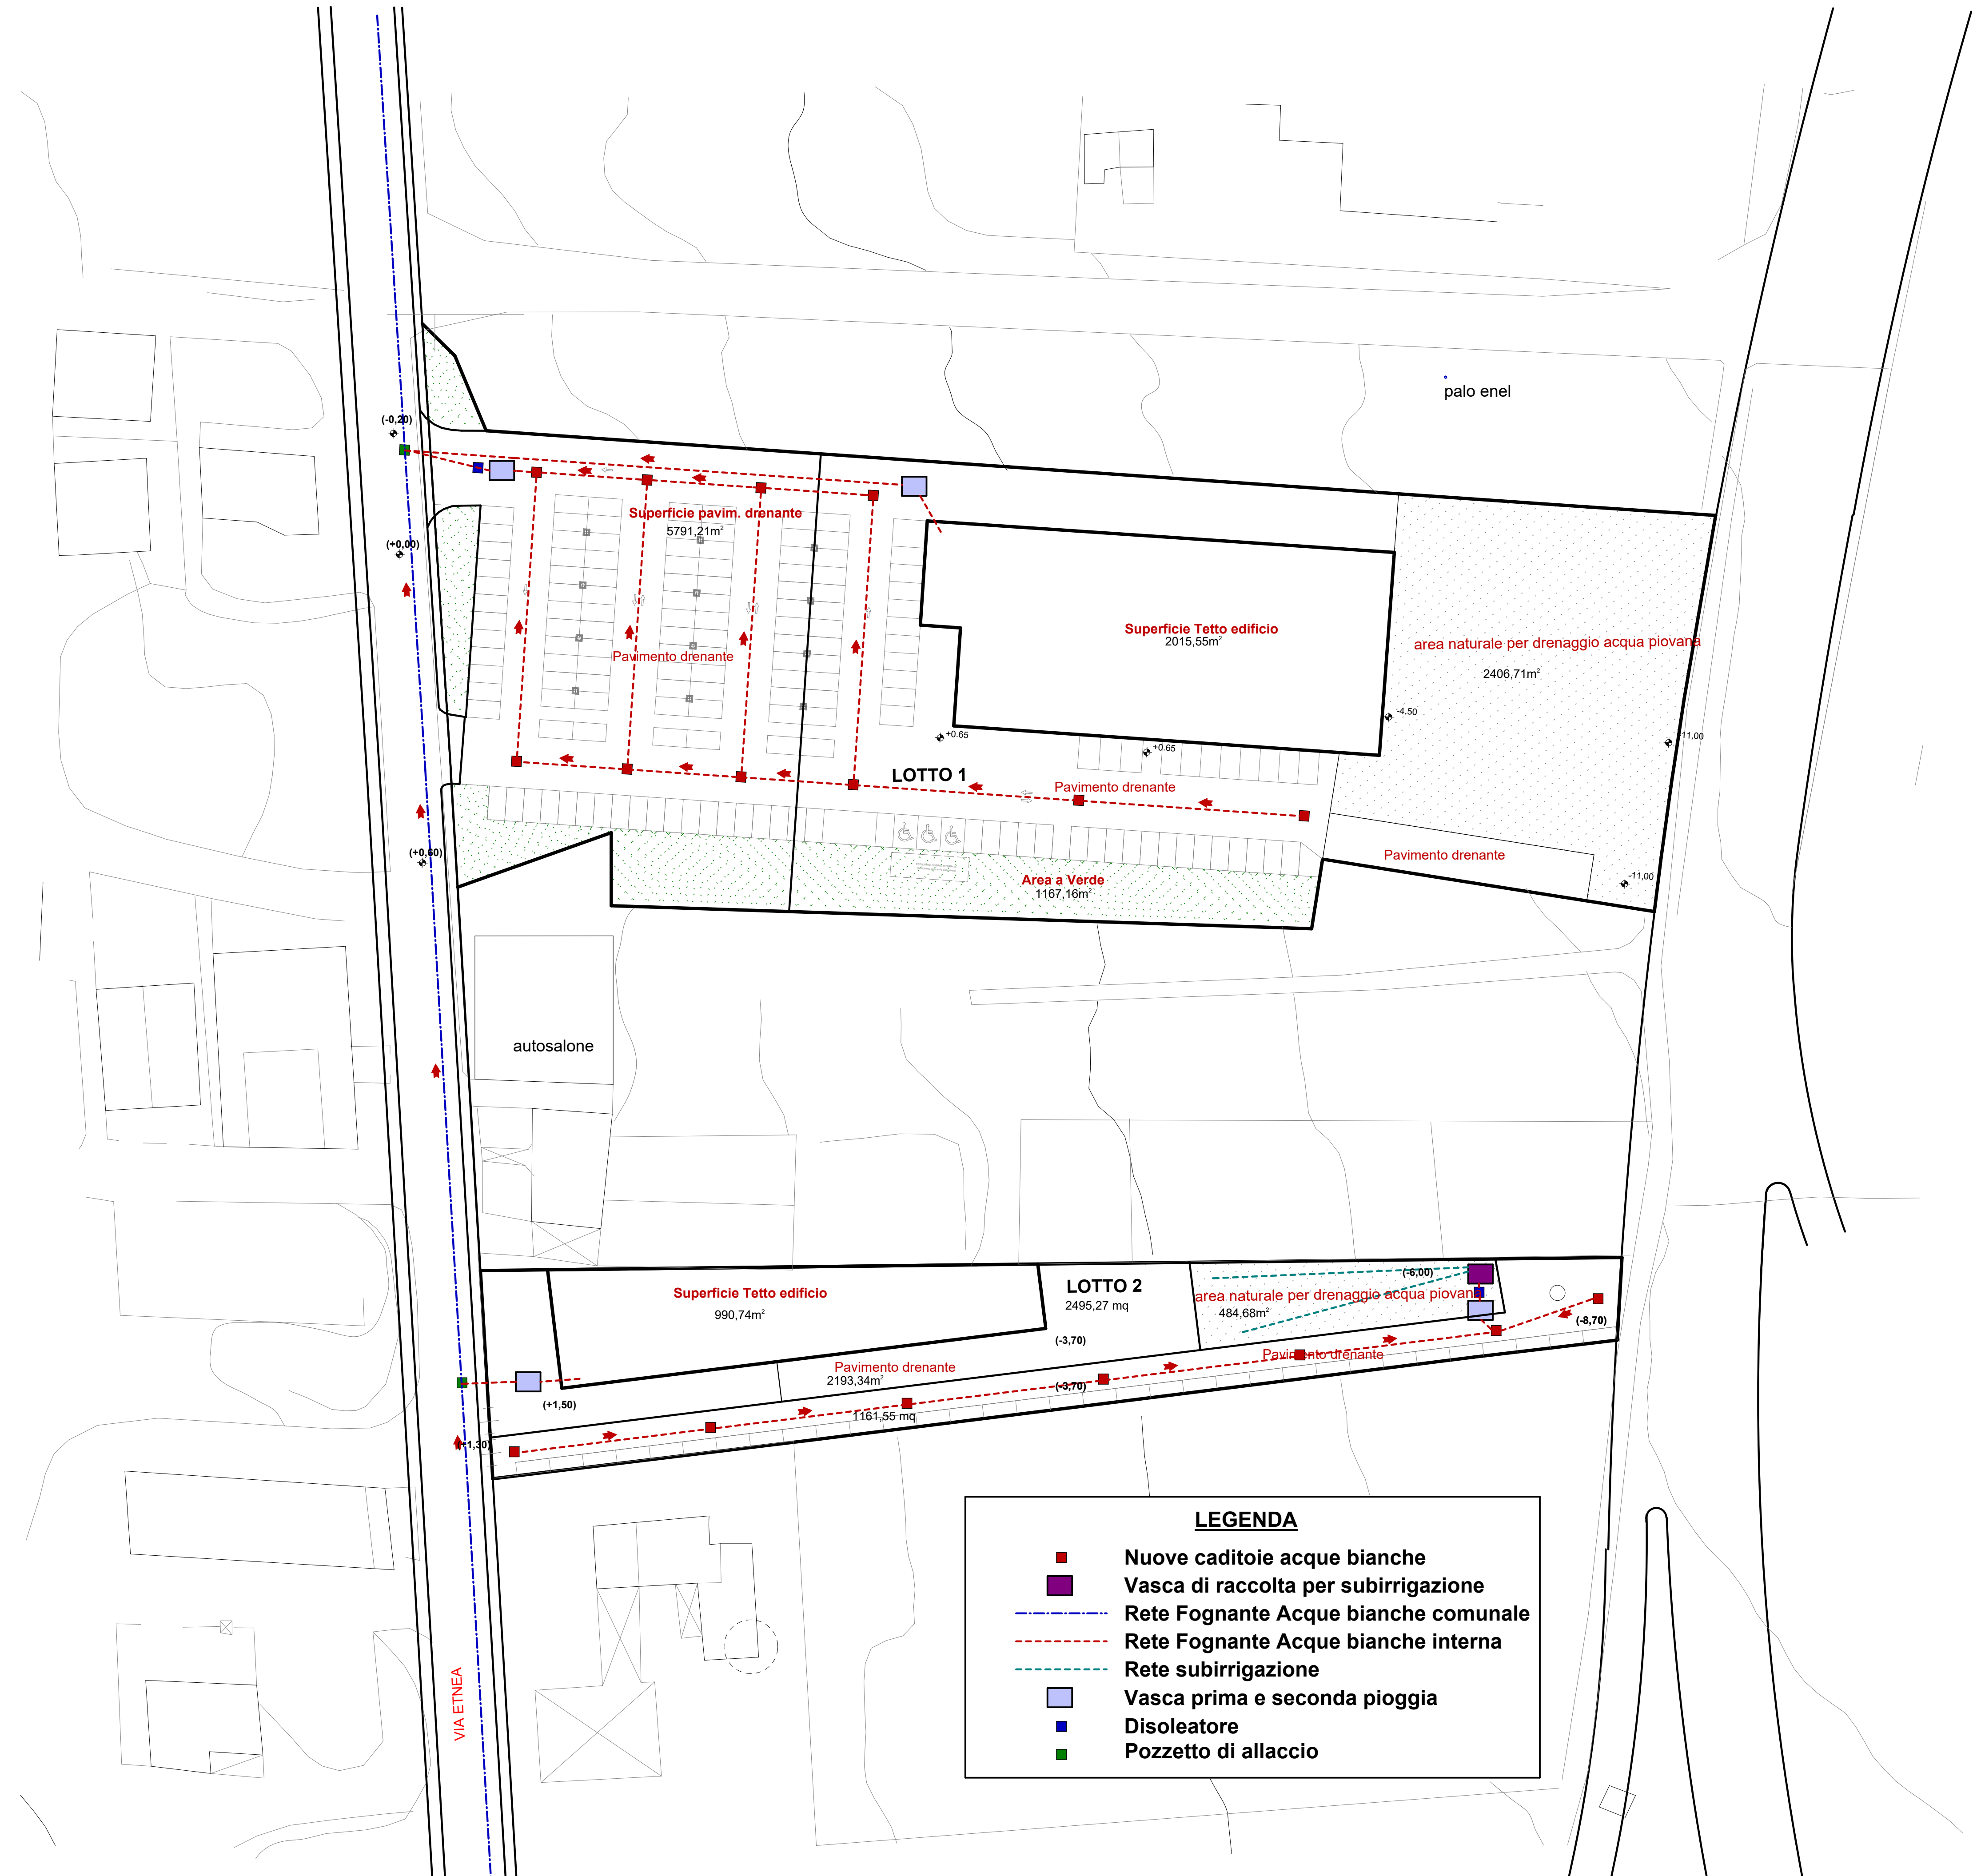 palo enel
(-0,20)
Superficie pavim. drenante
5791,21m²
(+0,00)
Superficie Tetto edificio
2015,55m²
area naturale per drenaggio acqua piovana
2406,71m²
Pavimento drenante
-4.50
+0.65
+0.65
-11,00
LOTTO 1
Pavimento drenante
(+0,60)
Pavimento drenante
-11,00
Area a Verde
1167,16m²
autosalone
(-6,00)
LOTTO 2
2495,27 mq
Superficie Tetto edificio
990,74m²
area naturale per drenaggio acqua piovana
484,68m²
(-8,70)
(-3,70)
Pavimento drenante
Pavimento drenante
2193,34m²
(-3,70)
(+1,50)
1161,55 mq
(+1,30)
LEGENDA
Nuove caditoie acque bianche
Vasca di raccolta per subirrigazione
Rete Fognante Acque bianche comunale
Rete Fognante Acque bianche interna
Rete subirrigazione
Vasca prima e seconda pioggia
Disoleatore
Pozzetto di allaccio
VIA ETNEA